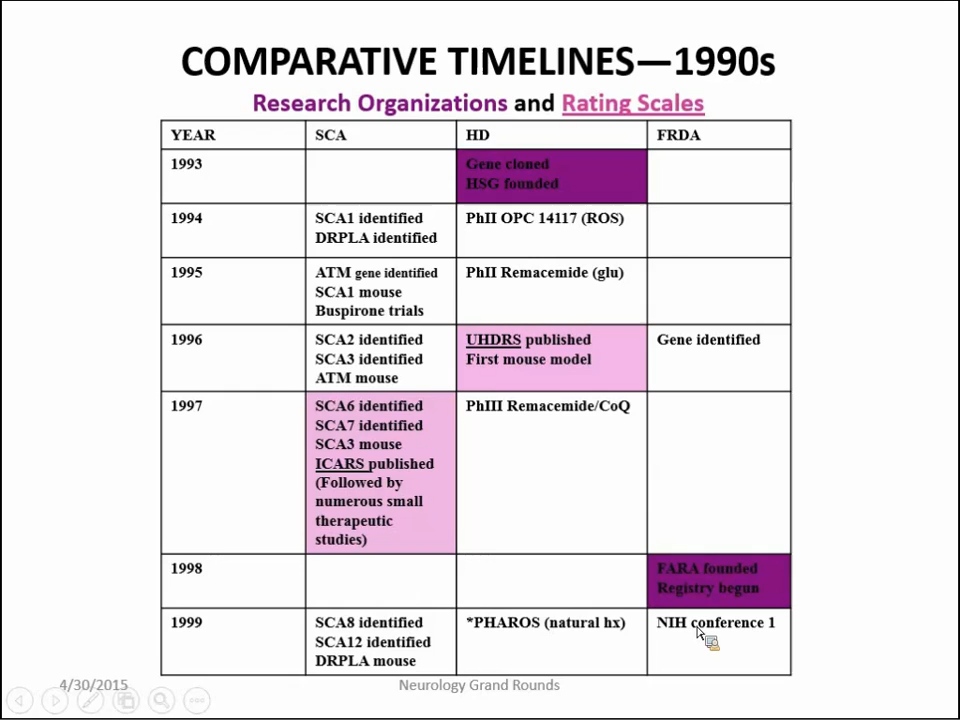 COMPARATIVE TIMELINES—1990s
Research Organizations and Rating Scales
YEAR SCA HD FRDA
1993
Gene cloned
HSG founded
1994
SCA1 identified
DRPLA identified
PhII OPC 14117 (ROS)
1995
ATM gene identified
SCA1 mouse
Buspirone trials
PhII Remacemide (glu)
1996
SCA2 identified
SCA3 identified
ATM mouse
UHDRS published
First mouse model
Gene identified
1997
SCA6 identified
SCA7 identified
SCA3 mouse
ICARS published
(Followed by
numerous small
therapeutic
studies)
PhIII Remacemide/CoQ
1998
FARA founded
Registry begun
1999
SCA8 identified
SCA12 identified
DRPLA mouse
*PHAROS (natural hx)
NIH conference 1
4/30/2015
Neurology Grand Rounds